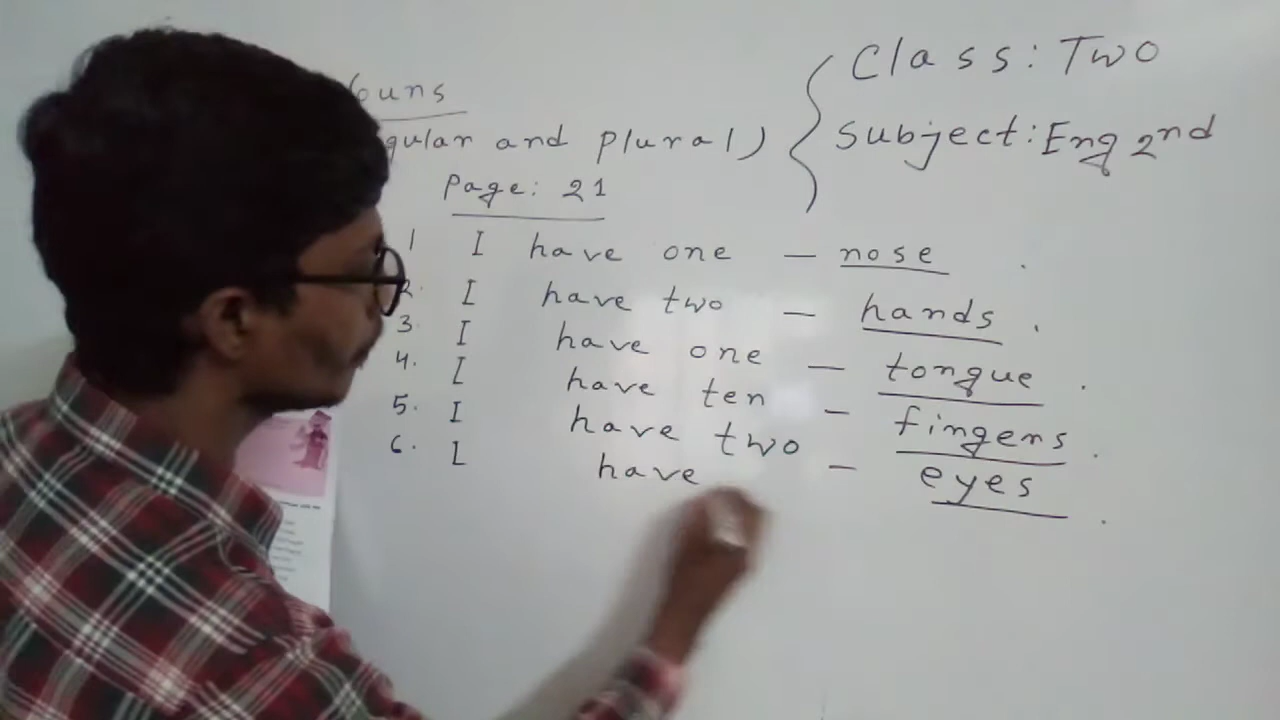 ouns
gular and plural)
Page: 21
Class: Two
Subject: Eng 2nd
1 I have one — nose .
2. I have two — hands .
3. I have one — tongue .
4. I have ten — fingers .
5. I have two — eyes .
6. I have